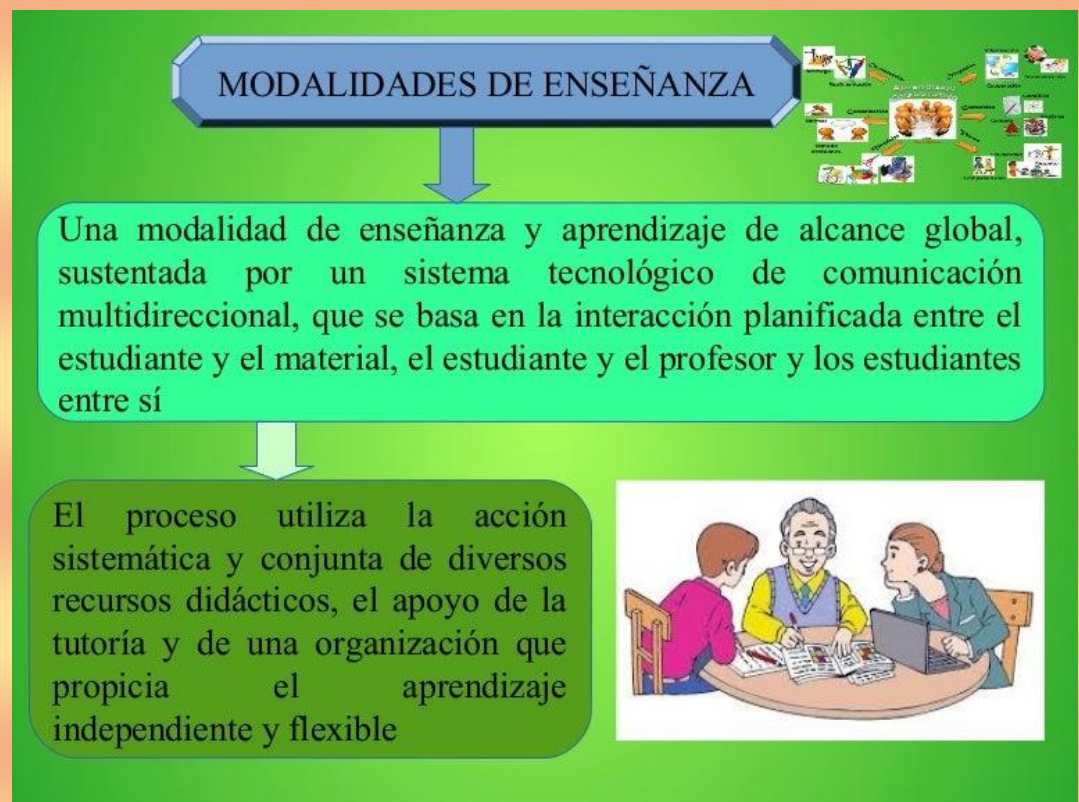 MODALIDADES DE ENSEÑANZA
Una modalidad de enseñanza y aprendizaje de alcance global,
sustentada por un sistema tecnológico de comunicación
multidireccional, que se basa en la interacción planificada entre el
estudiante y el material, el estudiante y el profesor y los estudiantes
entre sí
El proceso utiliza la acción
sistemática y conjunta de diversos
recursos didácticos, el apoyo de la
tutoría y de una organización que
propicia el aprendizaje
independiente y flexible